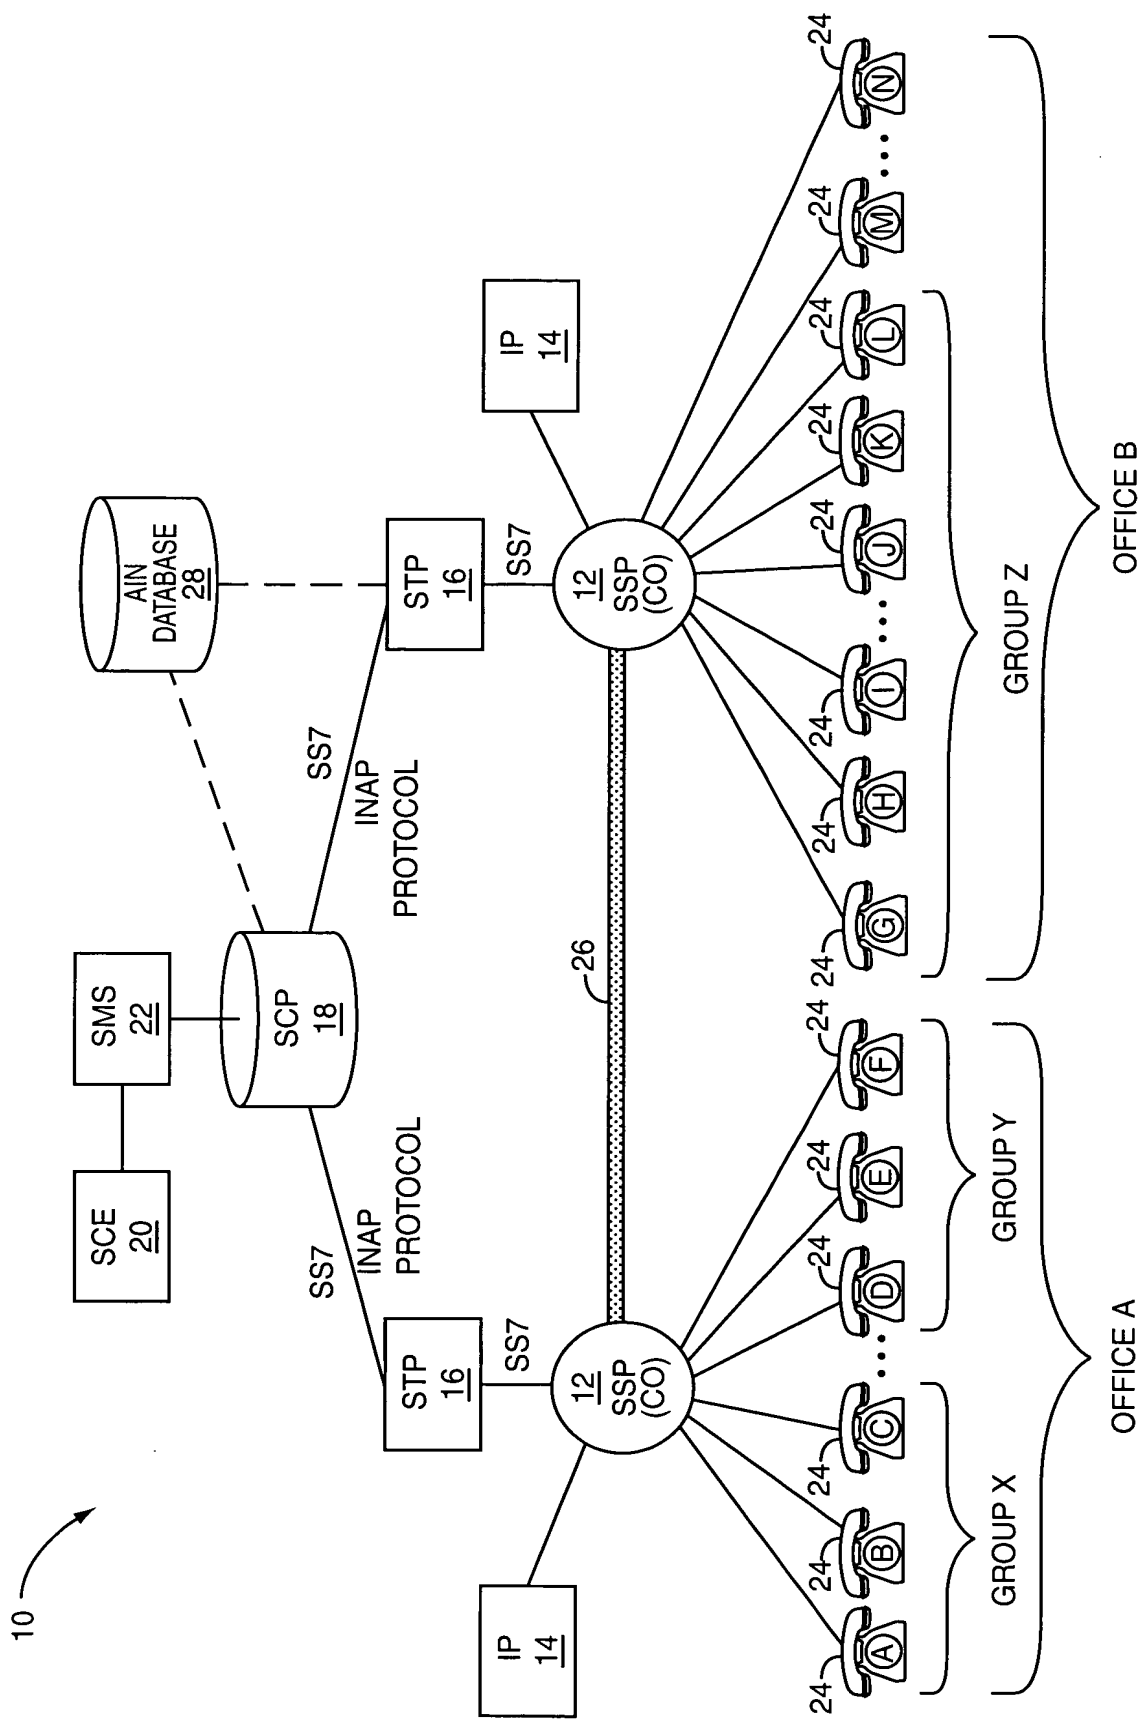 10
SCE
20
SMS
22
SCP
18
AIN
DATABASE
28
SS7
INAP
PROTOCOL
SS7
INAP
PROTOCOL
STP
16
STP
16
SS7
SS7
IP
14
IP
14
12
SSP
(CO)
12
SSP
(CO)
26
24
24
24
24
24
24
24
24
24
24
24
24
24
24
A
B
C
D
E
F
G
H
I
J
K
L
M
N
GROUP X
GROUP Y
GROUP Z
OFFICE A
OFFICE B